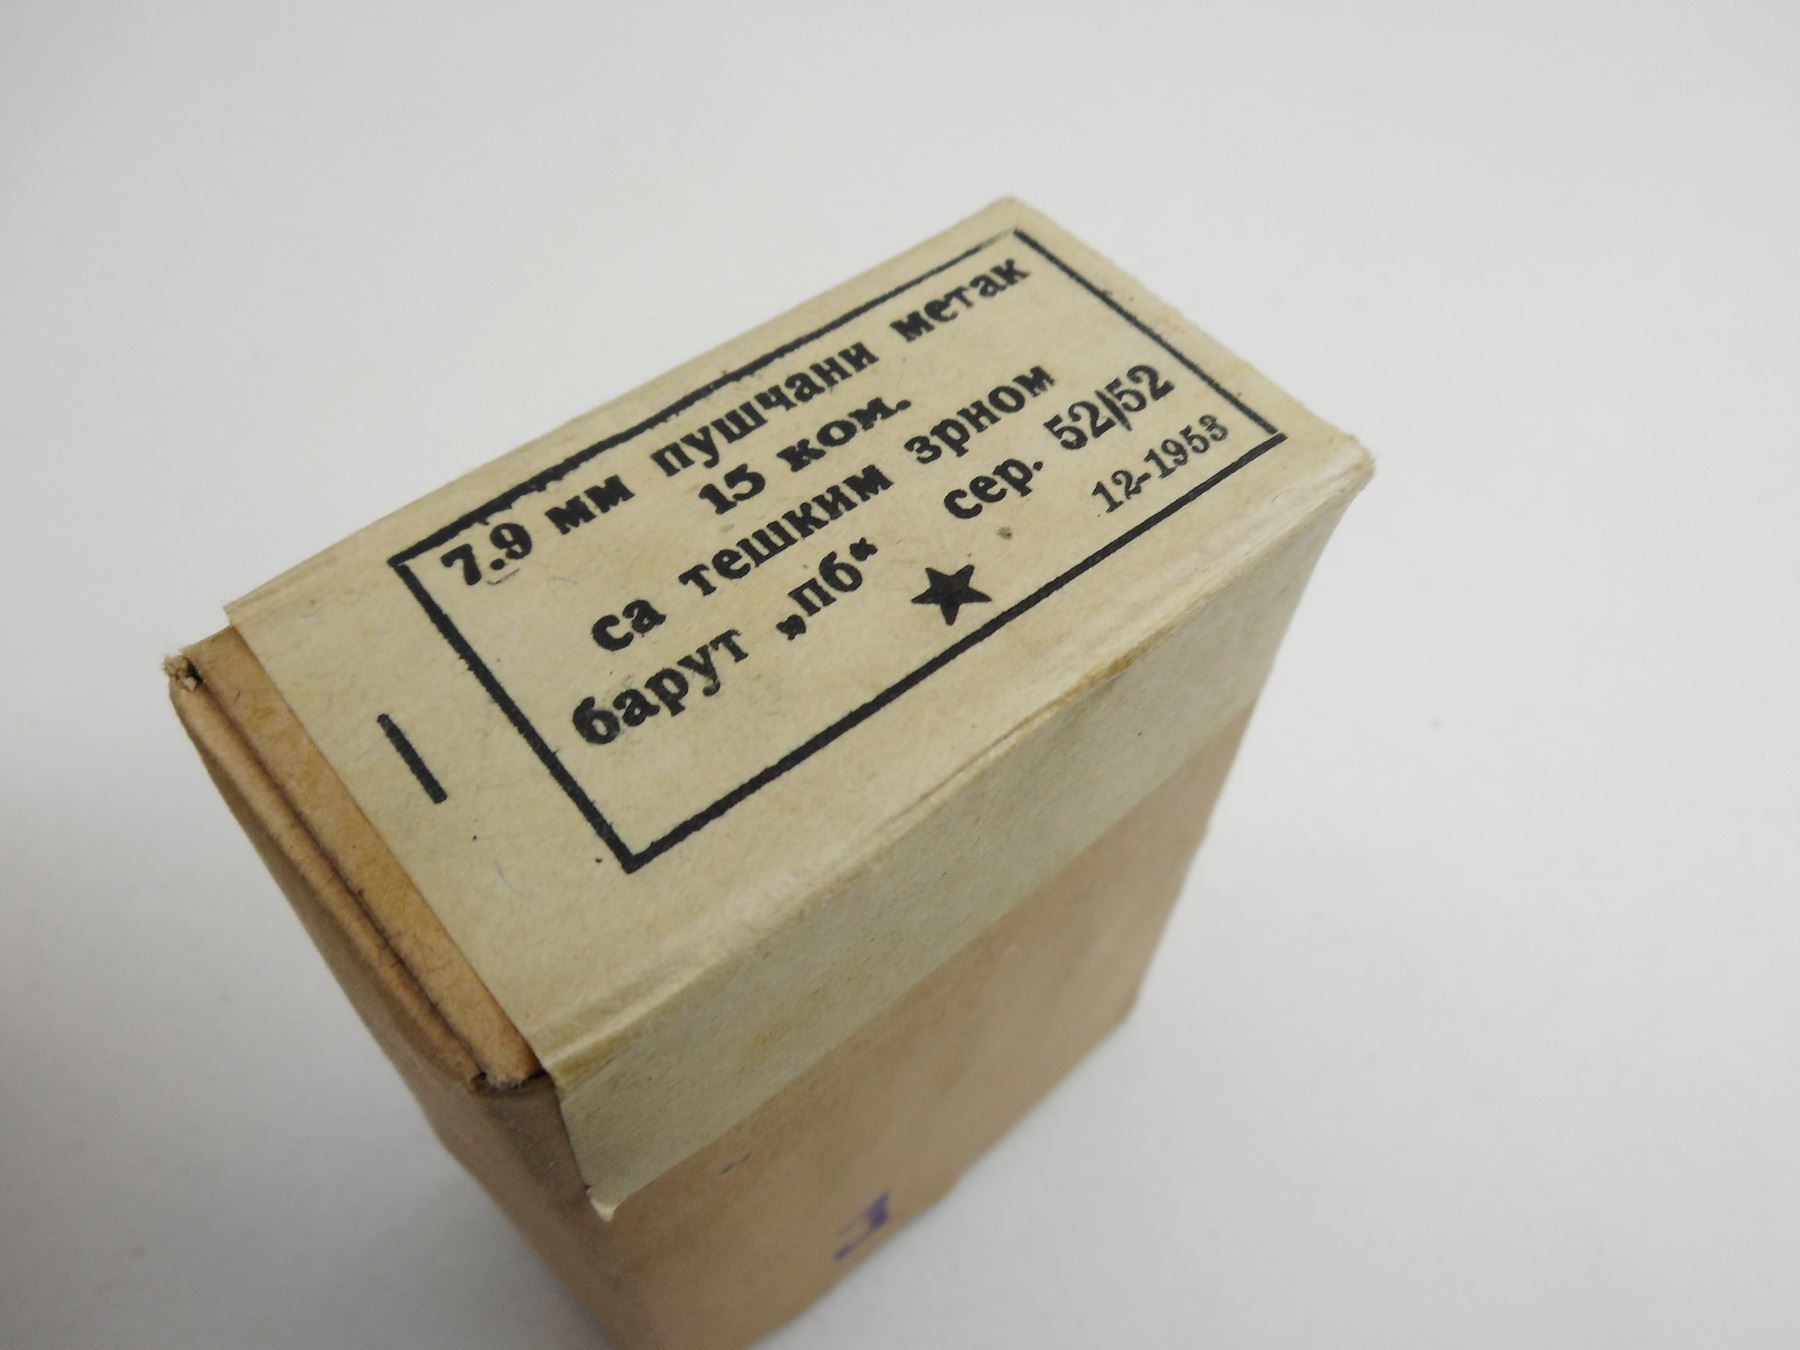 7.9 мм пушчани метак
15 ком.
са тешким зрном
барут „пб“ сер. 52/52
12-1953